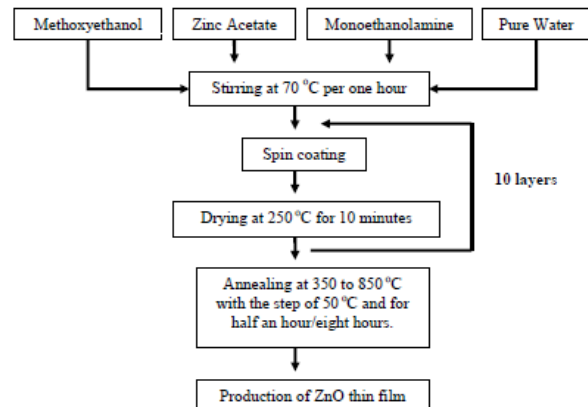 Methoxyethanol
Zinc Acetate
Monoethanolamine
Pure Water
Stirring at 70 °C per one hour
Spin coating
10 layers
Drying at 250 °C for 10 minutes
Annealing at 350 to 850 °C
with the step of 50 °C and for
half an hour/eight hours.
Production of ZnO thin film